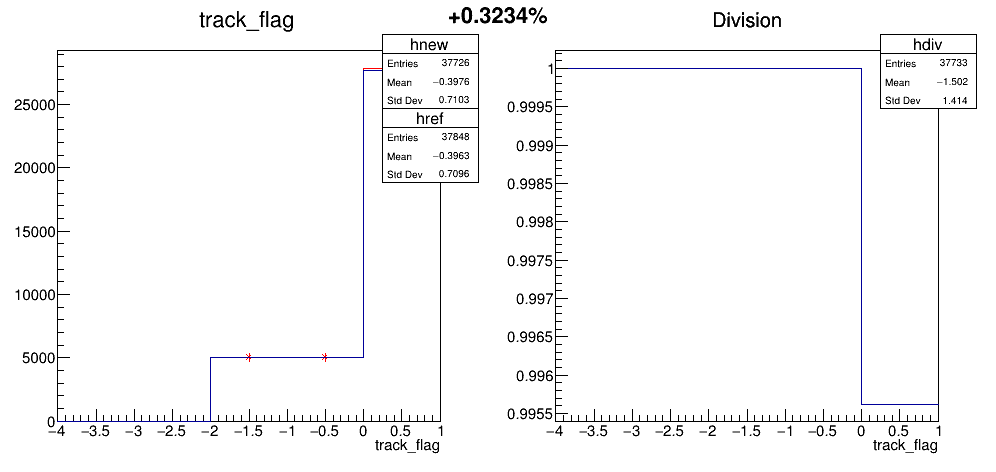 track_flag
+0.3234%
Division
hnew
Entries 37726
Mean −0.3976
Std Dev 0.7103
href
Entries 37848
Mean −0.3963
Std Dev 0.7096
25000
20000
15000
10000
5000
0
−4 −3.5 −3 −2.5 −2 −1.5 −1 −0.5 0 0.5 1
track_flag
hdiv
Entries 37733
Mean −1.502
Std Dev 1.414
1
0.9995
0.999
0.9985
0.998
0.9975
0.997
0.9965
0.996
0.9955
−4 −3.5 −3 −2.5 −2 −1.5 −1 −0.5 0 0.5 1
track_flag